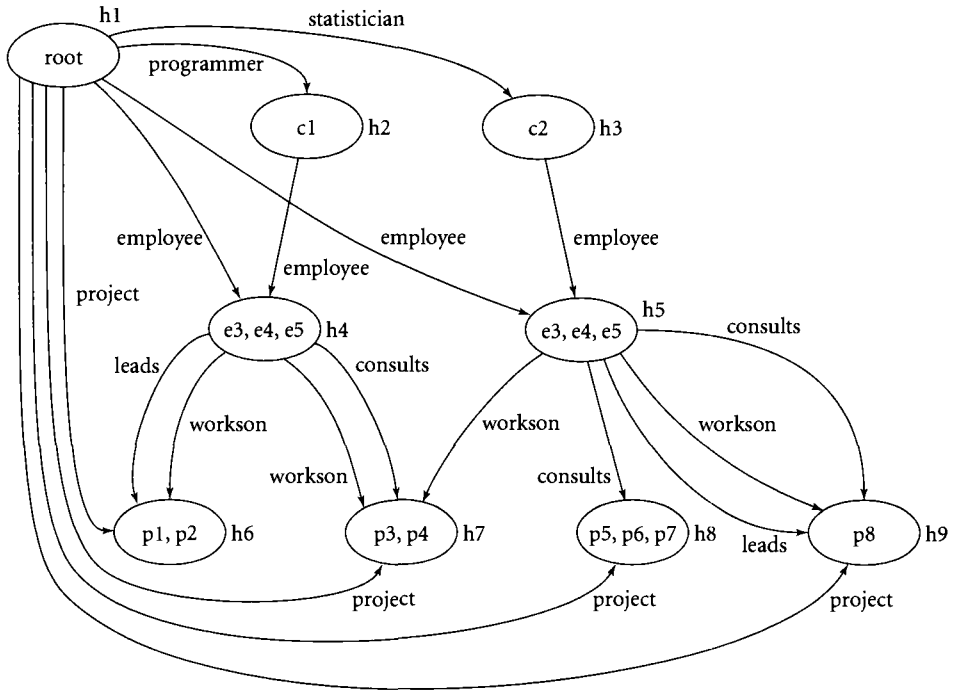 h1
statistician
root
programmer
c1
h2
c2
h3
employee
employee
employee
employee
project
h5
e3, e4, e5
h4
e3, e4, e5
consults
leads
consults
workson
workson
workson
workson
consults
p1, p2
h6
p3, p4
h7
p5, p6, p7
h8
leads
p8
h9
project
project
project